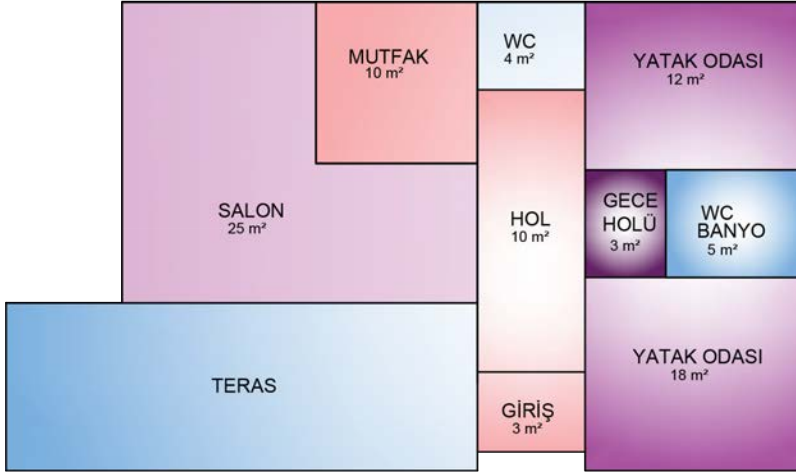 MUTFAK
10 m²
WC
4 m²
YATAK ODASI
12 m²
SALON
25 m²
HOL
10 m²
GECE
HOLÜ
3 m²
WC
BANYO
5 m²
TERAS
GİRİŞ
3 m²
YATAK ODASI
18 m²